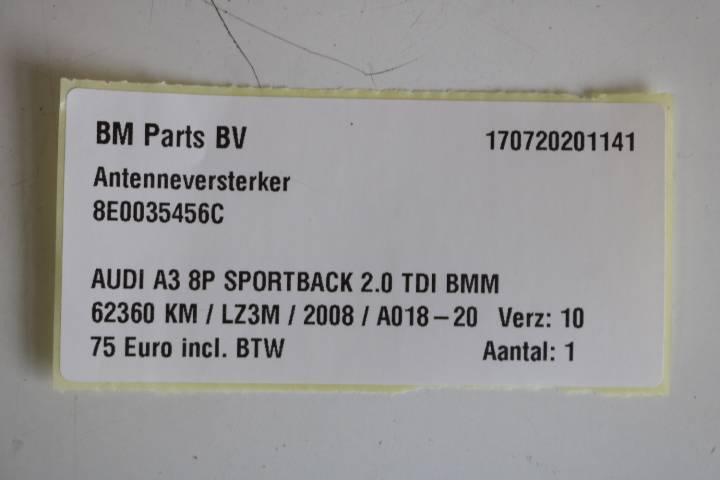 BM Parts BV 170720201141
Antenneversterker
8E0035456C
AUDI A3 8P SPORTBACK 2.0 TDI BMM
62360 KM / LZ3M / 2008 / A018-20 Verz: 10
75 Euro incl. BTW Aantal: 1